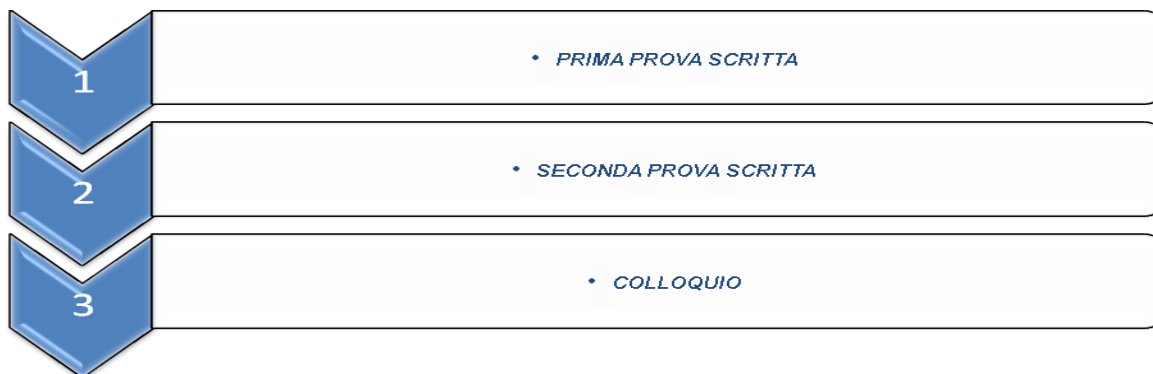 1
• PRIMA PROVA SCRITTA
2
• SECONDA PROVA SCRITTA
3
• COLLOQUIO